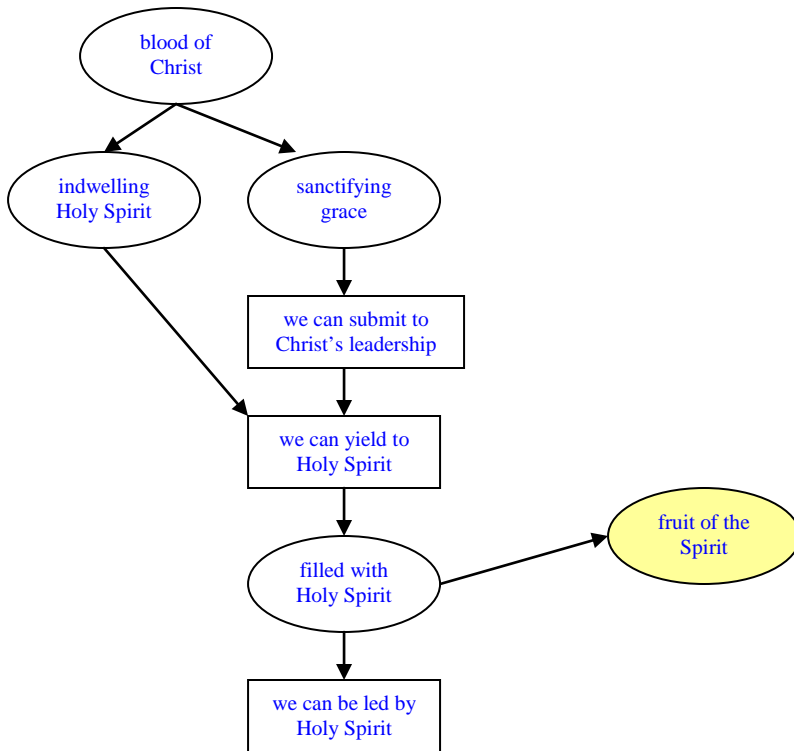 blood of
Christ
indwelling
Holy Spirit
sanctifying
grace
we can submit to
Christ’s leadership
we can yield to
Holy Spirit
fruit of the
Spirit
filled with
Holy Spirit
we can be led by
Holy Spirit